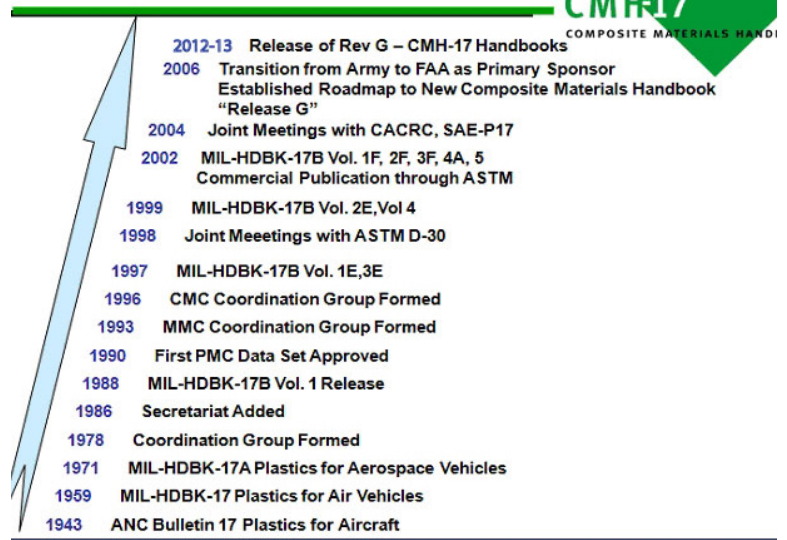 CMH-17
COMPOSITE MATERIALS HAND
2012-13 Release of Rev G – CMH-17 Handbooks
2006 Transition from Army to FAA as Primary Sponsor
Established Roadmap to New Composite Materials Handbook
“Release G”
2004 Joint Meetings with CACRC, SAE-P17
2002 MIL-HDBK-17B Vol. 1F, 2F, 3F, 4A, 5
Commercial Publication through ASTM
1999 MIL-HDBK-17B Vol. 2E,Vol 4
1998 Joint Meeetings with ASTM D-30
1997 MIL-HDBK-17B Vol. 1E,3E
1996 CMC Coordination Group Formed
1993 MMC Coordination Group Formed
1990 First PMC Data Set Approved
1988 MIL-HDBK-17B Vol. 1 Release
1986 Secretariat Added
1978 Coordination Group Formed
1971 MIL-HDBK-17A Plastics for Aerospace Vehicles
1959 MIL-HDBK-17 Plastics for Air Vehicles
1943 ANC Bulletin 17 Plastics for Aircraft